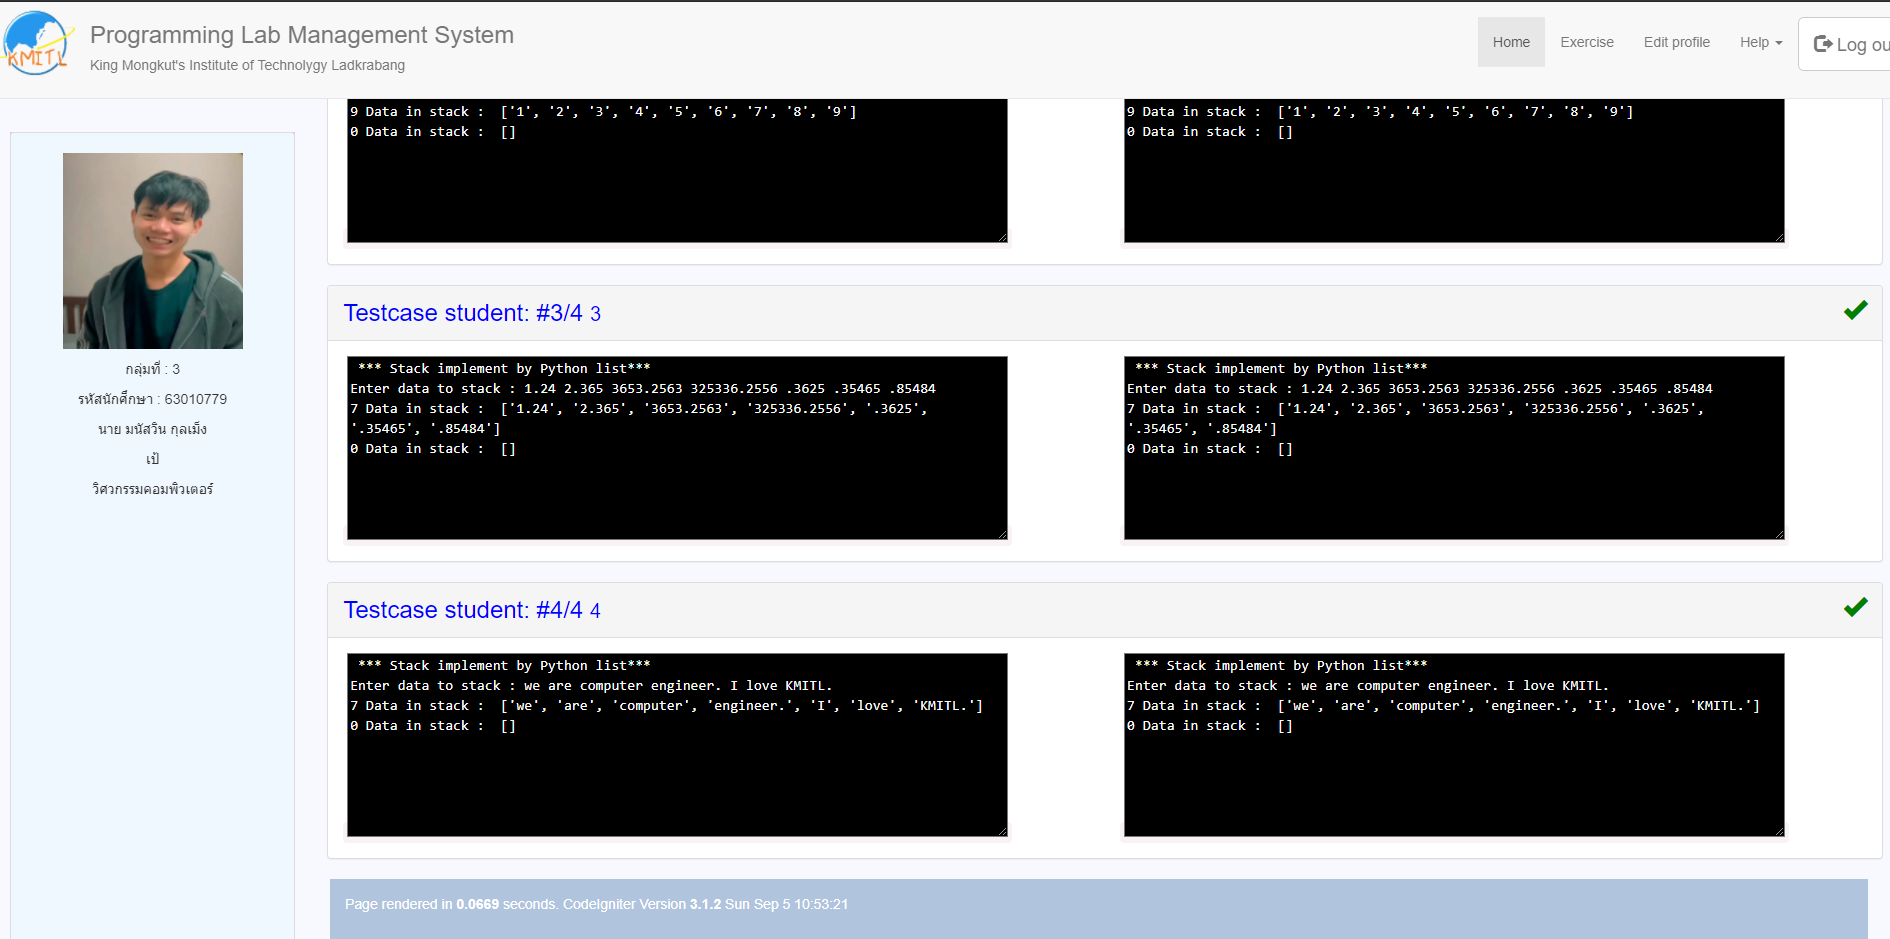 KMITL
Programming Lab Management System
King Mongkut's Institute of Technolygy Ladkrabang
Home
Exercise
Edit profile
Help
Log ou
กลุ่มที่ : 3
รหัสนักศึกษา : 63010779
นาย มนัสวิน กุลเม็ง
เป้
วิศวกรรมคอมพิวเตอร์
9 Data in stack :  ['1', '2', '3', '4', '5', '6', '7', '8', '9']
0 Data in stack :  []
9 Data in stack :  ['1', '2', '3', '4', '5', '6', '7', '8', '9']
0 Data in stack :  []
Testcase student: #3/4 3
*** Stack implement by Python list***
Enter data to stack : 1.24 2.365 3653.2563 325336.2556 .3625 .35465 .85484
7 Data in stack :  ['1.24', '2.365', '3653.2563', '325336.2556', '.3625',
'.35465', '.85484']
0 Data in stack :  []
*** Stack implement by Python list***
Enter data to stack : 1.24 2.365 3653.2563 325336.2556 .3625 .35465 .85484
7 Data in stack :  ['1.24', '2.365', '3653.2563', '325336.2556', '.3625',
'.35465', '.85484']
0 Data in stack :  []
Testcase student: #4/4 4
*** Stack implement by Python list***
Enter data to stack : we are computer engineer. I love KMITL.
7 Data in stack :  ['we', 'are', 'computer', 'engineer.', 'I', 'love', 'KMITL.']
0 Data in stack :  []
*** Stack implement by Python list***
Enter data to stack : we are computer engineer. I love KMITL.
7 Data in stack :  ['we', 'are', 'computer', 'engineer.', 'I', 'love', 'KMITL.']
0 Data in stack :  []
Page rendered in 0.0669 seconds. CodeIgniter Version 3.1.2 Sun Sep 5 10:53:21